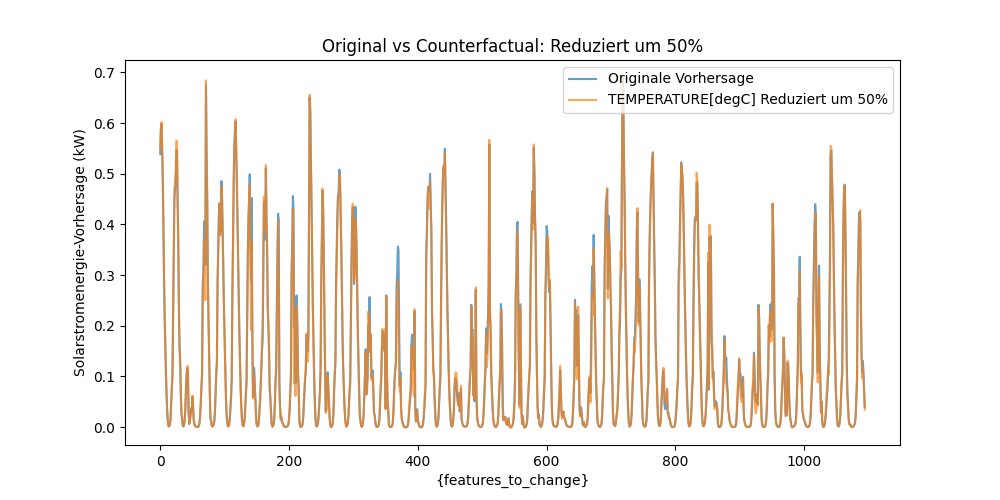 Original vs Counterfactual: Reduziert um 50%
Originale Vorhersage
TEMPERATURE[degC] Reduziert um 50%
Solarstromenergie-Vorhersage (kW)
0.7
0.6
0.5
0.4
0.3
0.2
0.1
0.0
0 200 400 600 800 1000
{features_to_change}